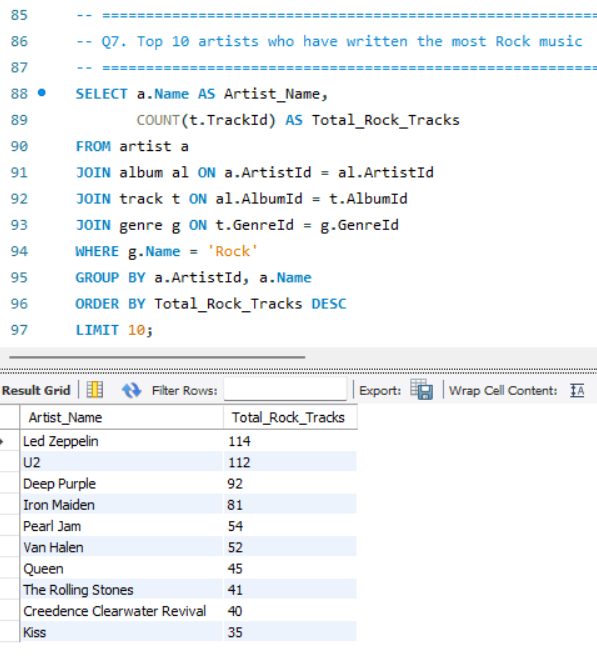 85 -- =====================================================
86 -- Q7. Top 10 artists who have written the most Rock music
87 -- =====================================================
88 SELECT a.Name AS Artist_Name,
89 COUNT(t.TrackId) AS Total_Rock_Tracks
90 FROM artist a
91 JOIN album al ON a.ArtistId = al.ArtistId
92 JOIN track t ON al.AlbumId = t.AlbumId
93 JOIN genre g ON t.GenreId = g.GenreId
94 WHERE g.Name = 'Rock'
95 GROUP BY a.ArtistId, a.Name
96 ORDER BY Total_Rock_Tracks DESC
97 LIMIT 10;
Result Grid Filter Rows: Export: Wrap Cell Content:
Artist_Name Total_Rock_Tracks
Led Zeppelin 114
U2 112
Deep Purple 92
Iron Maiden 81
Pearl Jam 54
Van Halen 52
Queen 45
The Rolling Stones 41
Creedence Clearwater Revival 40
Kiss 35